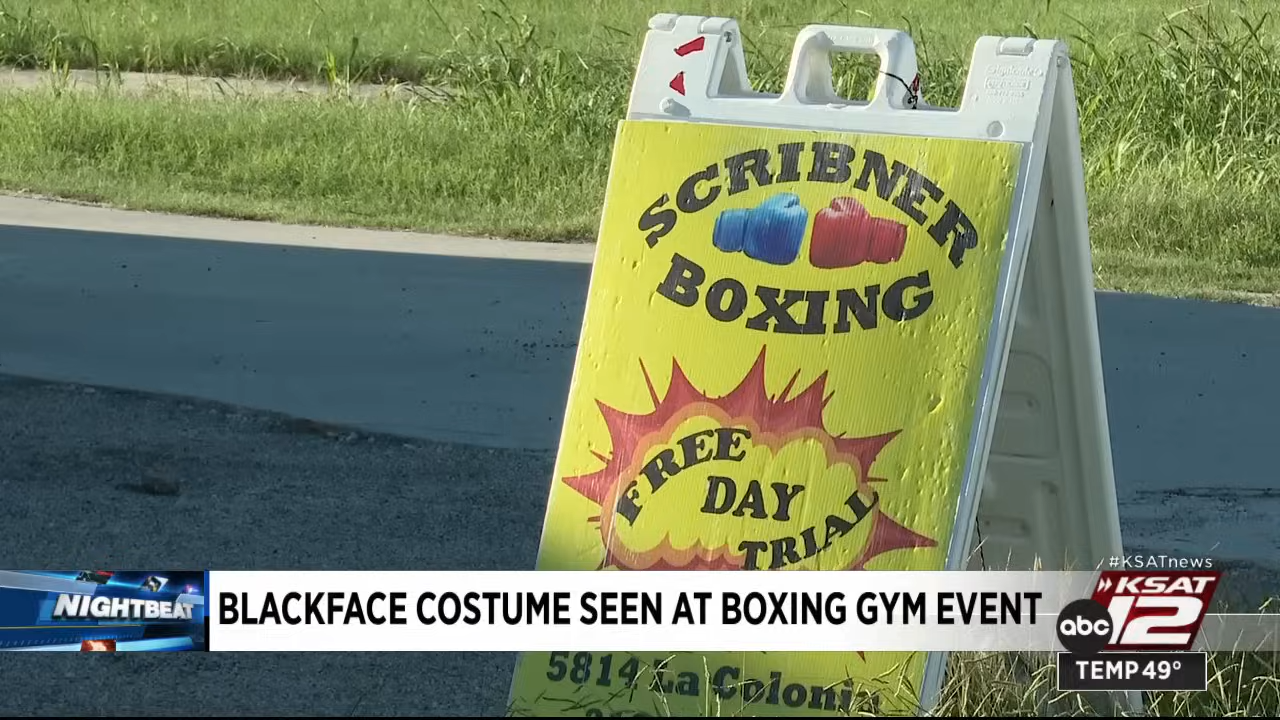 SCRIBNER
BOXING
FREE
DAY
TRIAL
#KSATnews
NIGHTBEAT
BLACKFACE COSTUME SEEN AT BOXING GYM EVENT
KSAT
abc 12
TEMP 49°
5814 La Colonia